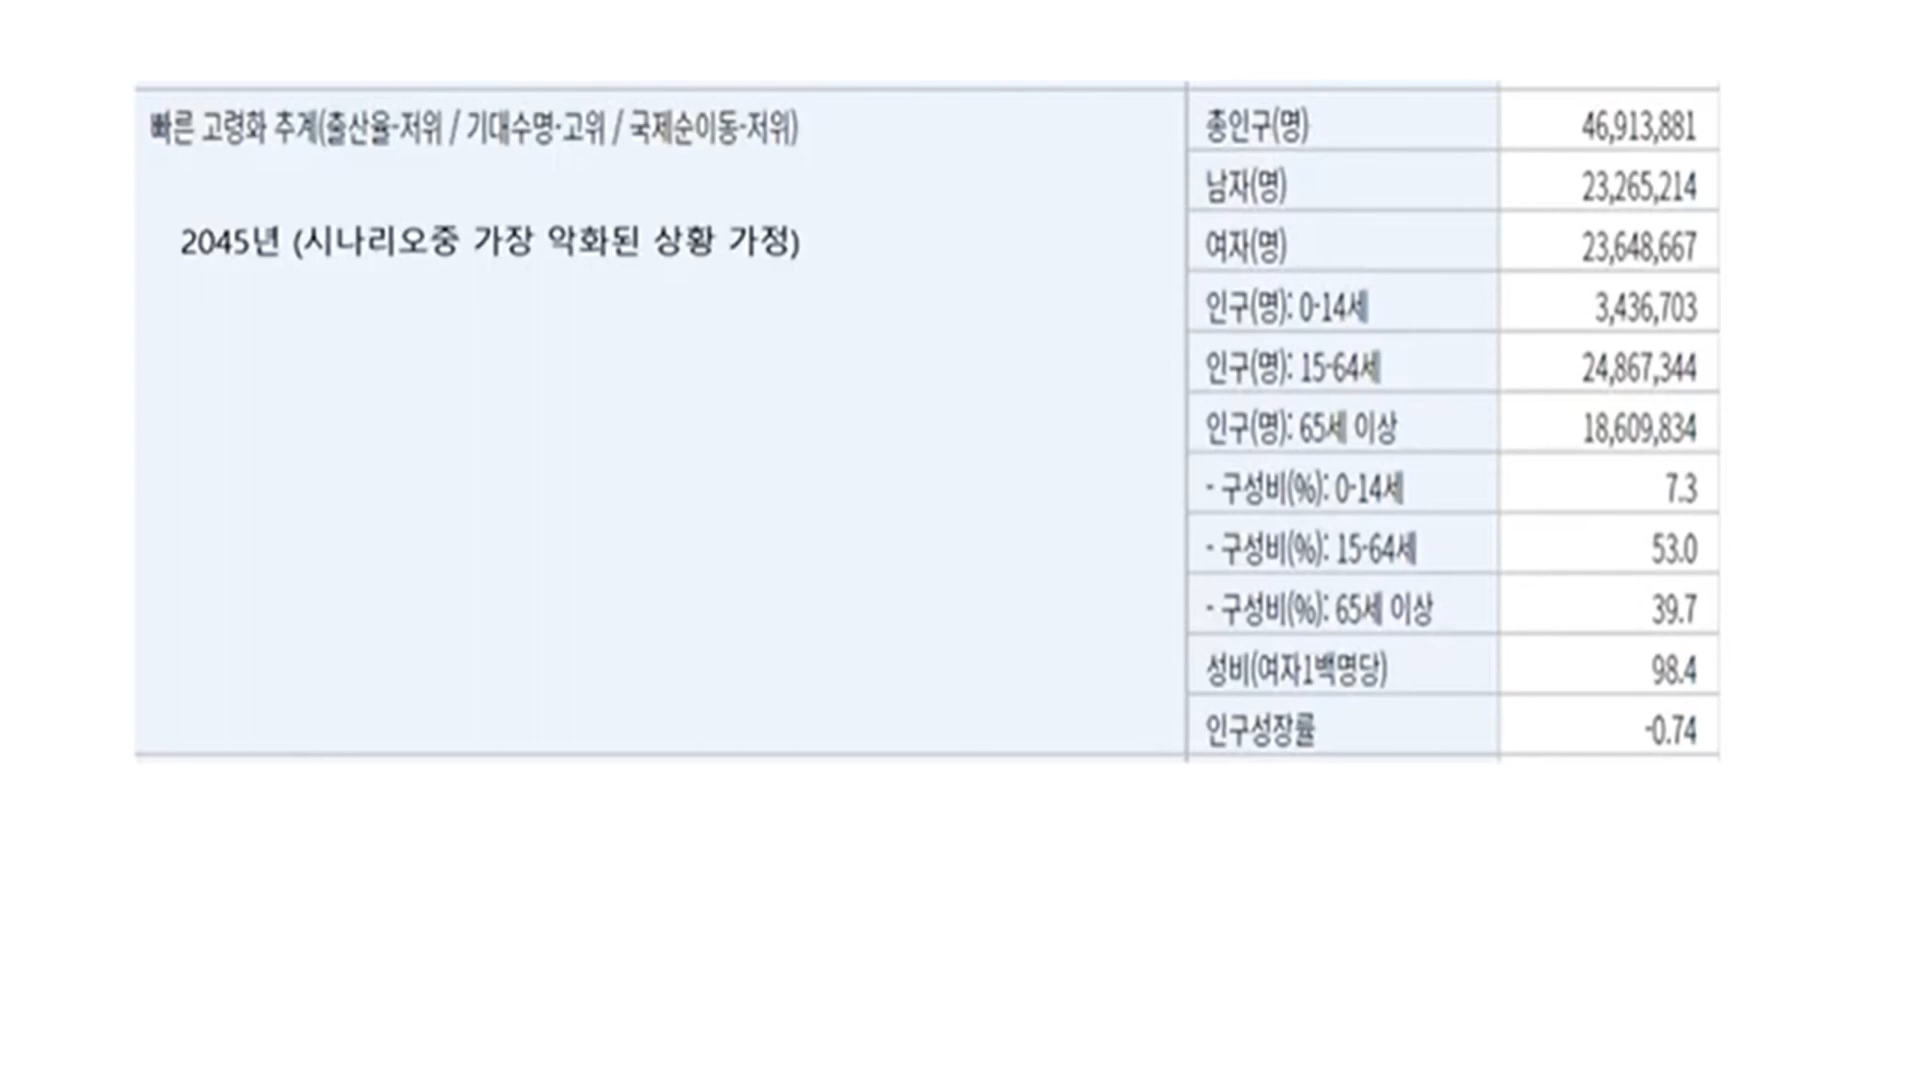 빠른 고령화 추계(출산율-저위 / 기대수명-고위 / 국제순이동-저위)
2045년 (시나리오중 가장 악화된 상황 가정)
총인구(명) 46,913,881
남자(명) 23,265,214
여자(명) 23,648,667
인구(명): 0-14세 3,436,703
인구(명): 15-64세 24,867,344
인구(명): 65세 이상 18,609,834
- 구성비(%): 0-14세 7.3
- 구성비(%): 15-64세 53.0
- 구성비(%): 65세 이상 39.7
성비(여자1백명당) 98.4
인구성장률 -0.74